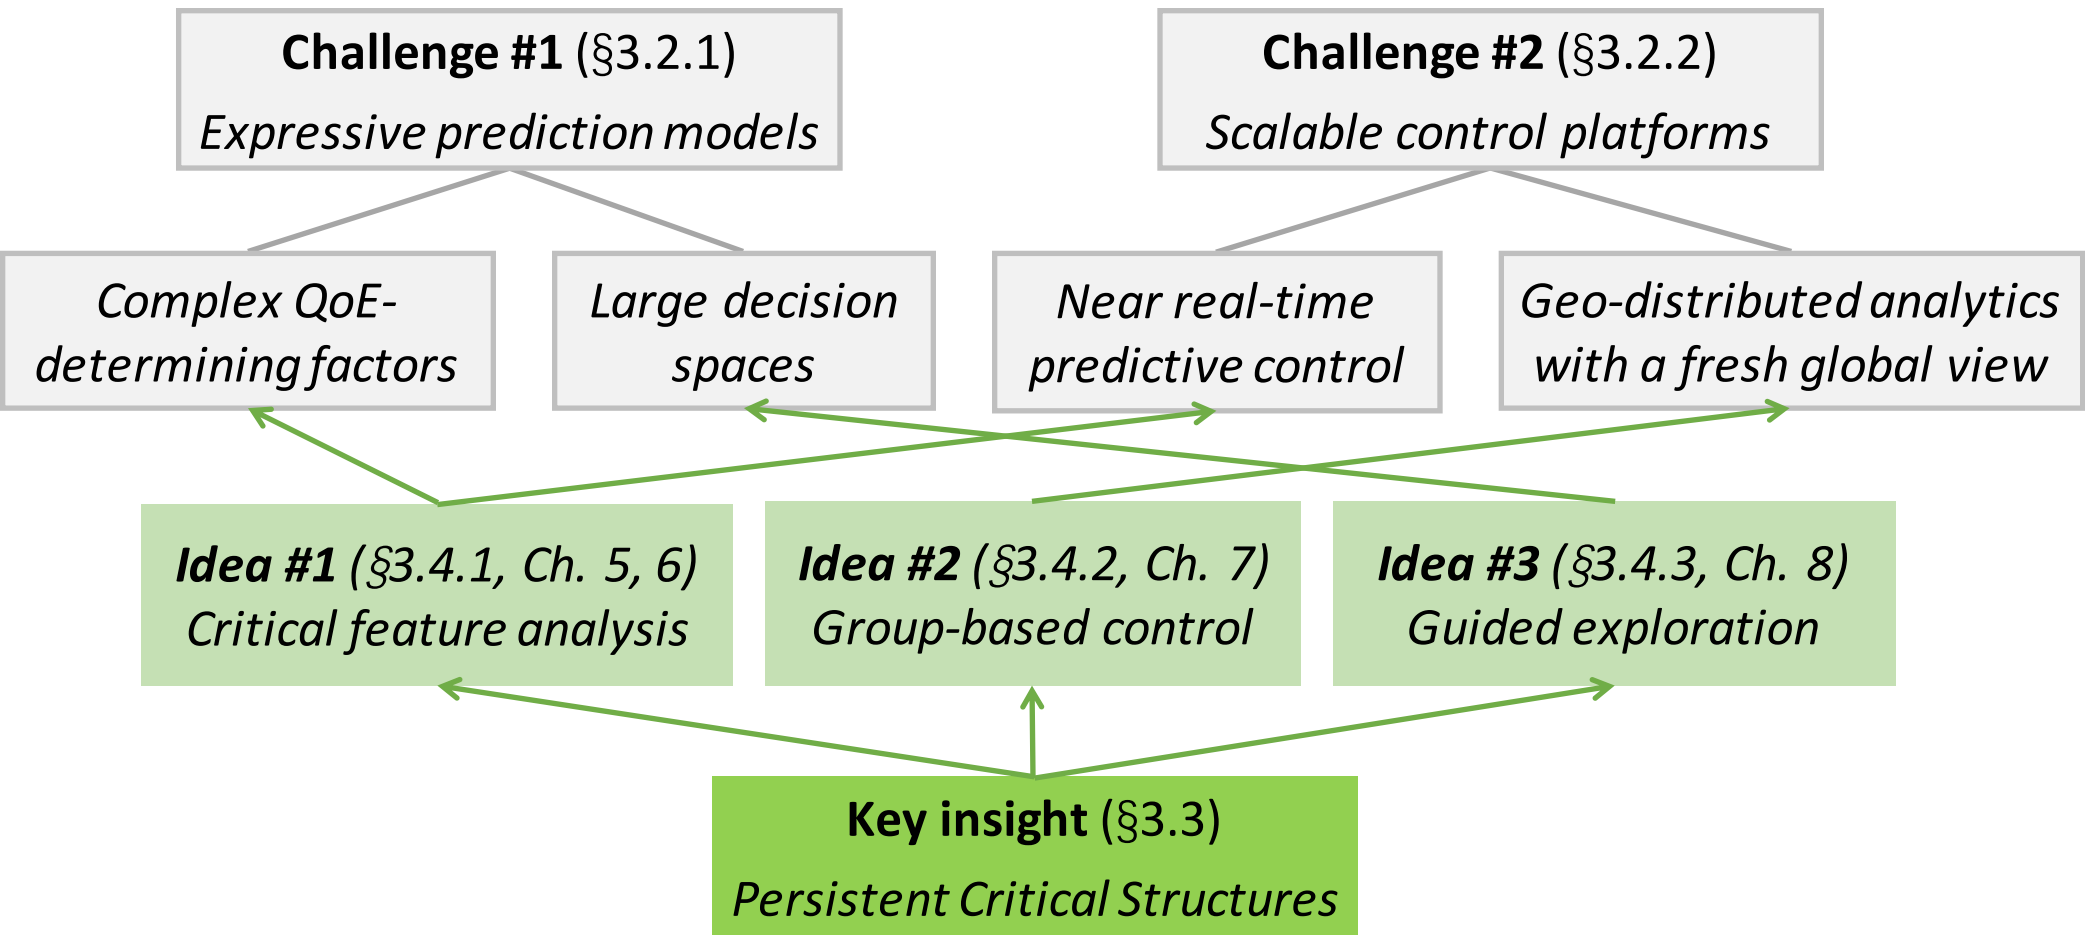 Challenge #1 (§3.2.1)
Expressive prediction models
Challenge #2 (§3.2.2)
Scalable control platforms
Complex QoE-
determining factors
Large decision
spaces
Near real-time
predictive control
Geo-distributed analytics
with a fresh global view
Idea #1 (§3.4.1, Ch. 5, 6)
Critical feature analysis
Idea #2 (§3.4.2, Ch. 7)
Group-based control
Idea #3 (§3.4.3, Ch. 8)
Guided exploration
Key insight (§3.3)
Persistent Critical Structures